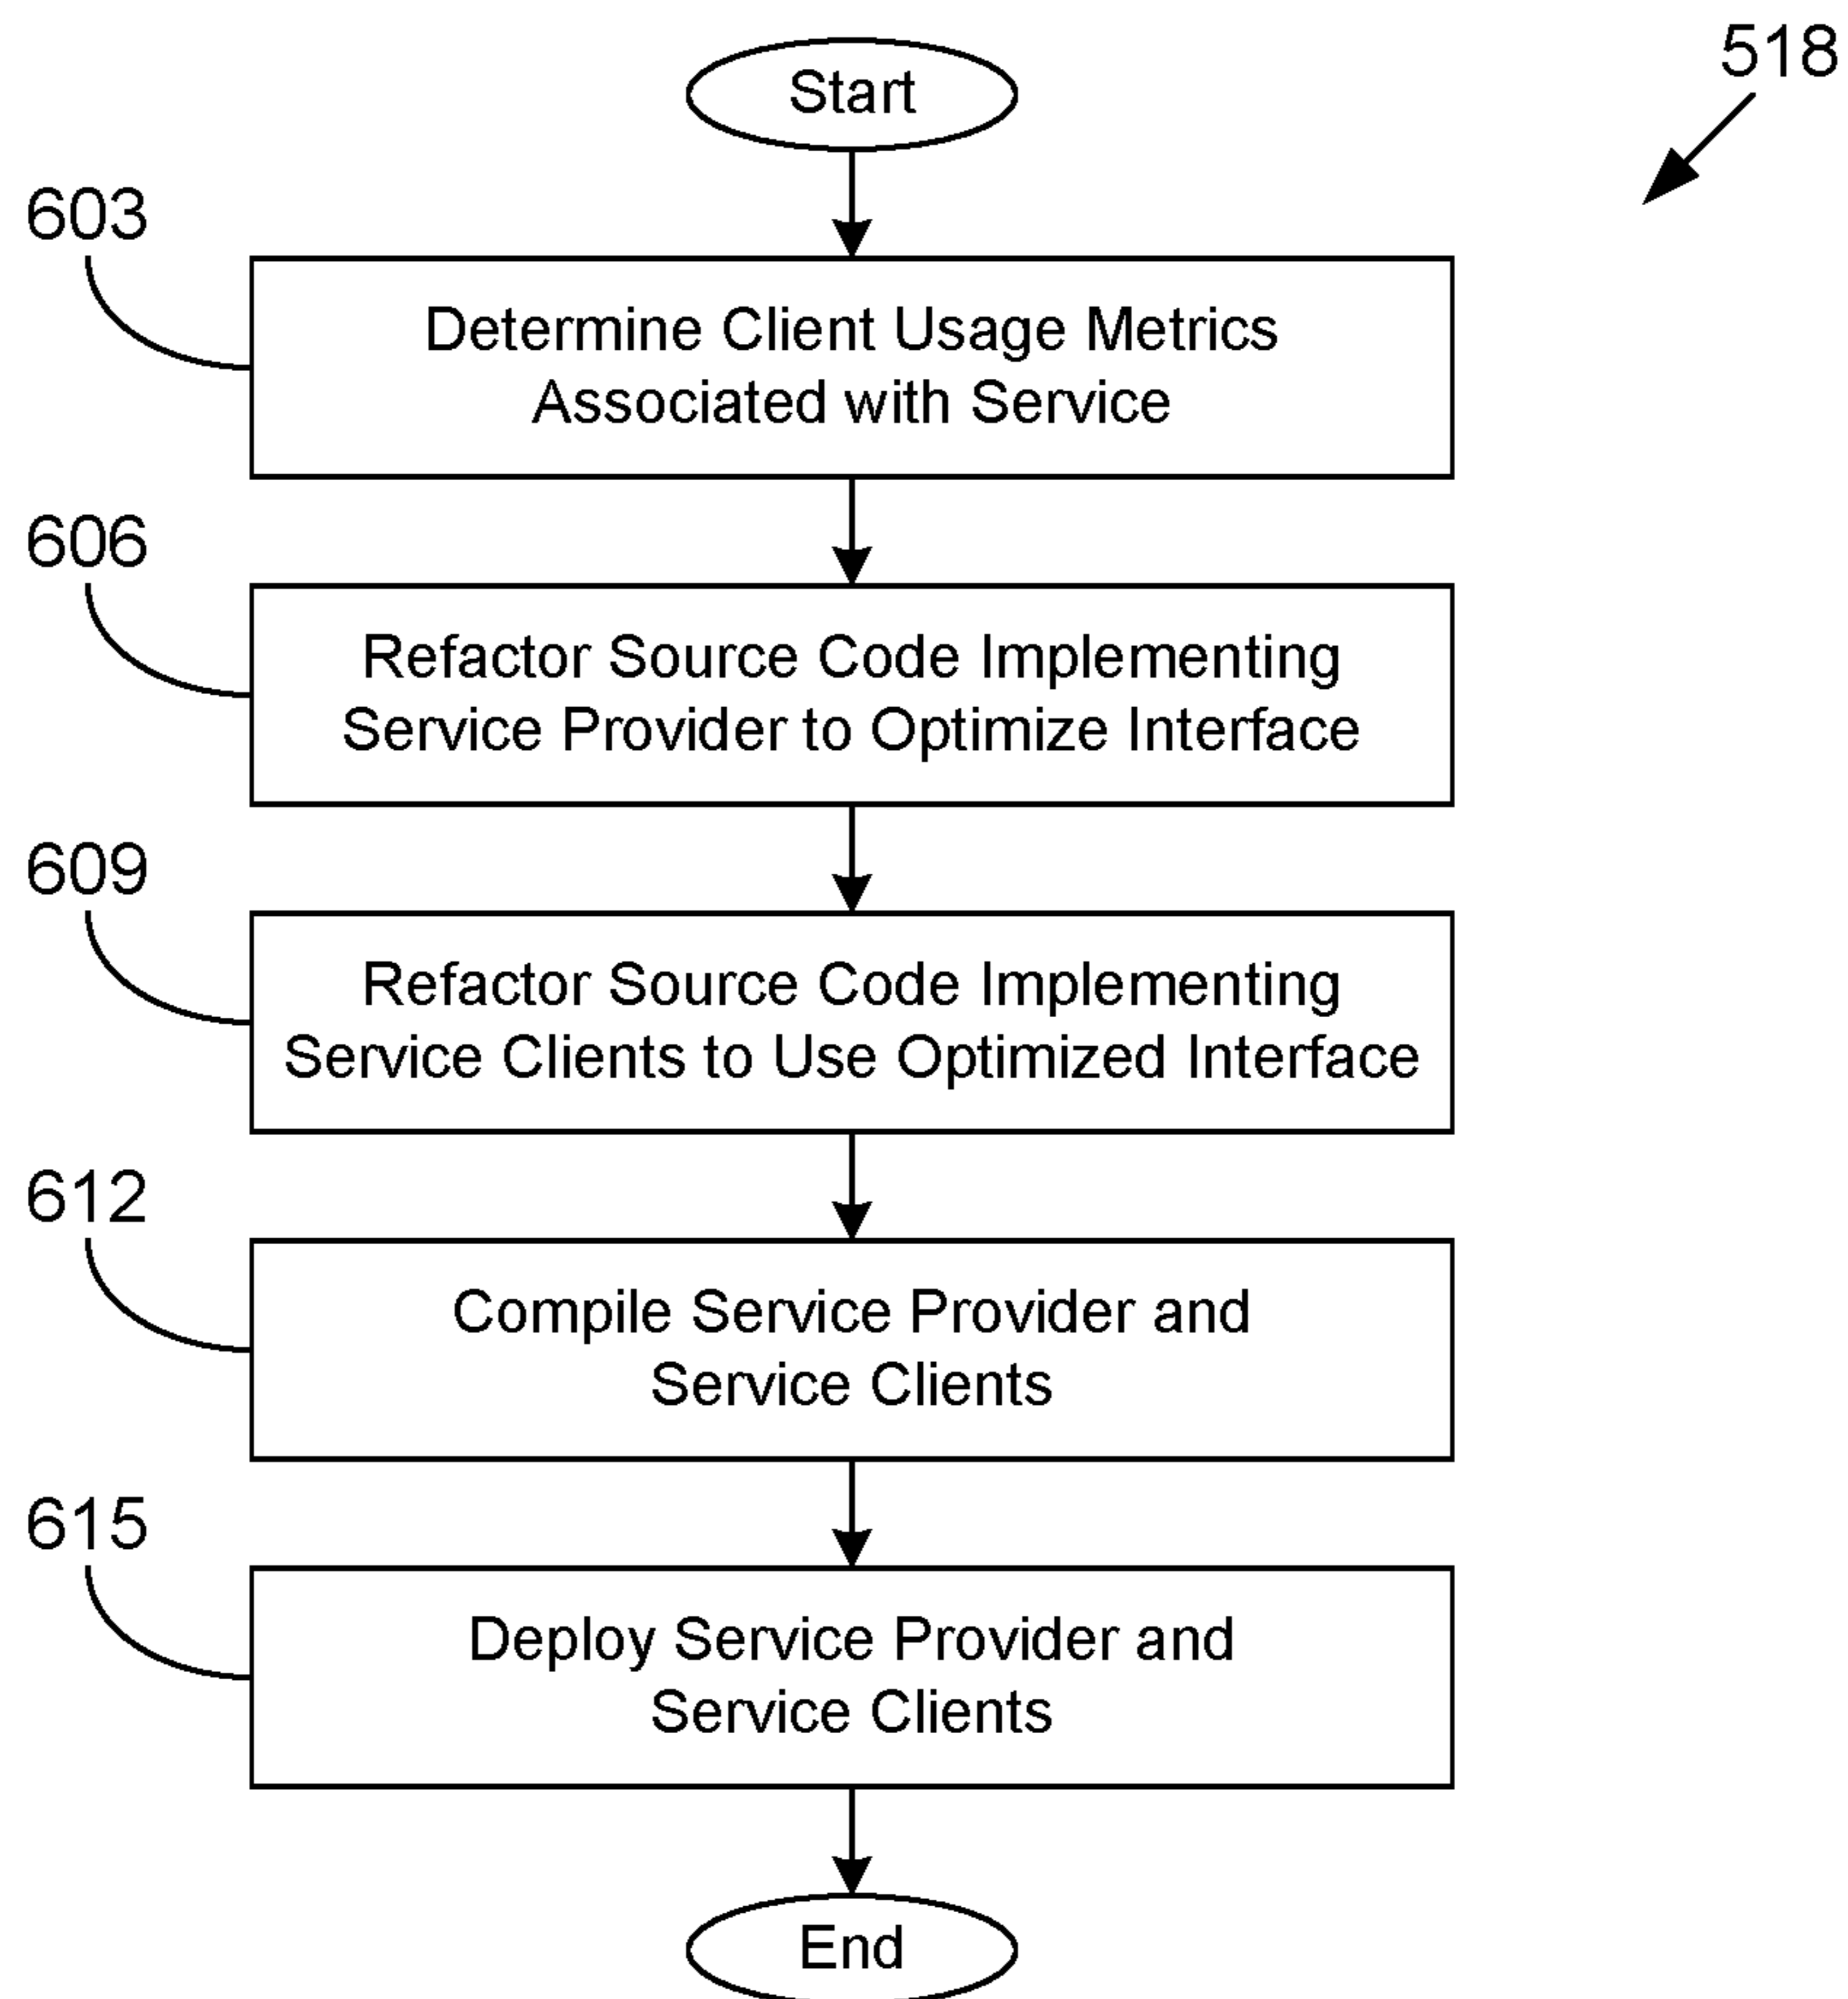 518
Start
603
Determine Client Usage Metrics
Associated with Service
606
Refactor Source Code Implementing
Service Provider to Optimize Interface
609
Refactor Source Code Implementing
Service Clients to Use Optimized Interface
612
Compile Service Provider and
Service Clients
615
Deploy Service Provider and
Service Clients
End